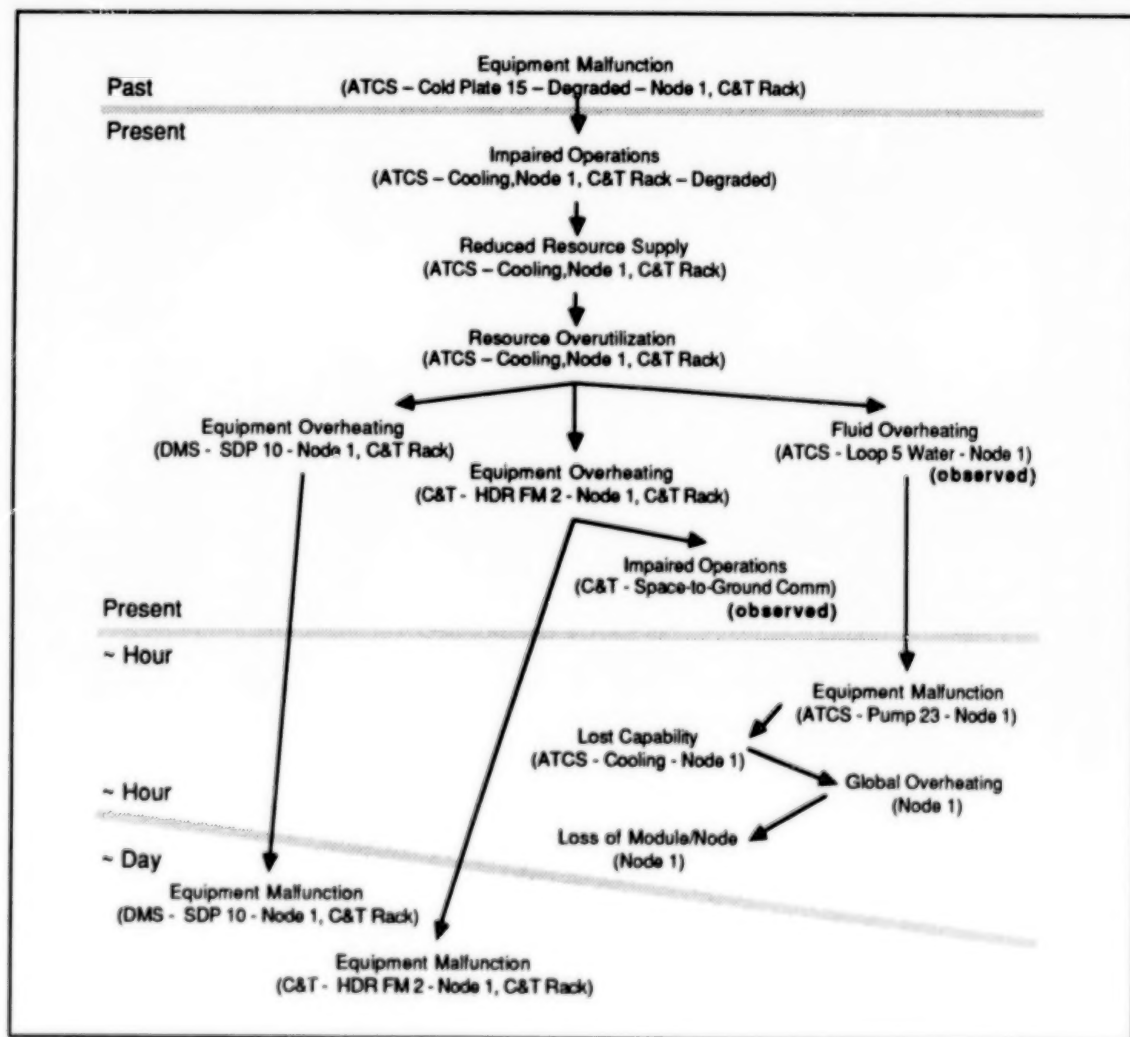 Equipment Malfunction
Past
(ATCS – Cold Plate 15 – Degraded – Node 1, C&T Rack)
Present
Impaired Operations
(ATCS – Cooling,Node 1, C&T Rack – Degraded)
Reduced Resource Supply
(ATCS – Cooling,Node 1, C&T Rack)
Resource Overutilization
(ATCS – Cooling,Node 1, C&T Rack)
Equipment Overheating
(DMS - SDP 10 - Node 1, C&T Rack)
Equipment Overheating
(C&T - HDR FM 2 - Node 1, C&T Rack)
Fluid Overheating
(ATCS - Loop 5 Water - Node 1)
(observed)
Impaired Operations
(C&T - Space-to-Ground Comm)
(observed)
Present
~ Hour
Equipment Malfunction
(ATCS - Pump 23 - Node 1)
Lost Capability
(ATCS - Cooling - Node 1)
Global Overheating
(Node 1)
~ Hour
Loss of Module/Node
(Node 1)
~ Day
Equipment Malfunction
(DMS - SDP 10 - Node 1, C&T Rack)
Equipment Malfunction
(C&T - HDR FM 2 - Node 1, C&T Rack)